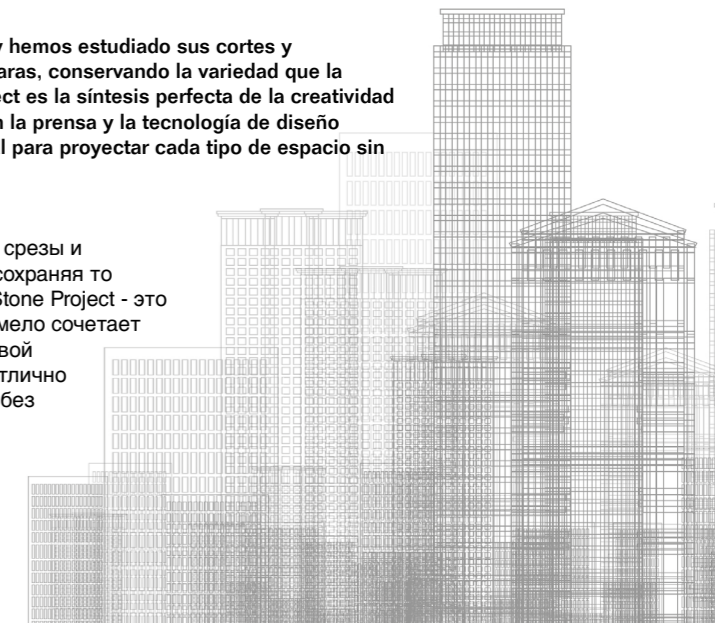 y hemos estudiado sus cortes y
aras, conservando la variedad que la
ect es la síntesis perfecta de la creatividad
n la prensa y la tecnología de diseño
l para proyectar cada tipo de espacio sin
срезы и
сохраняя то
Stone Project - это
мело сочетает
вой
тлично
без